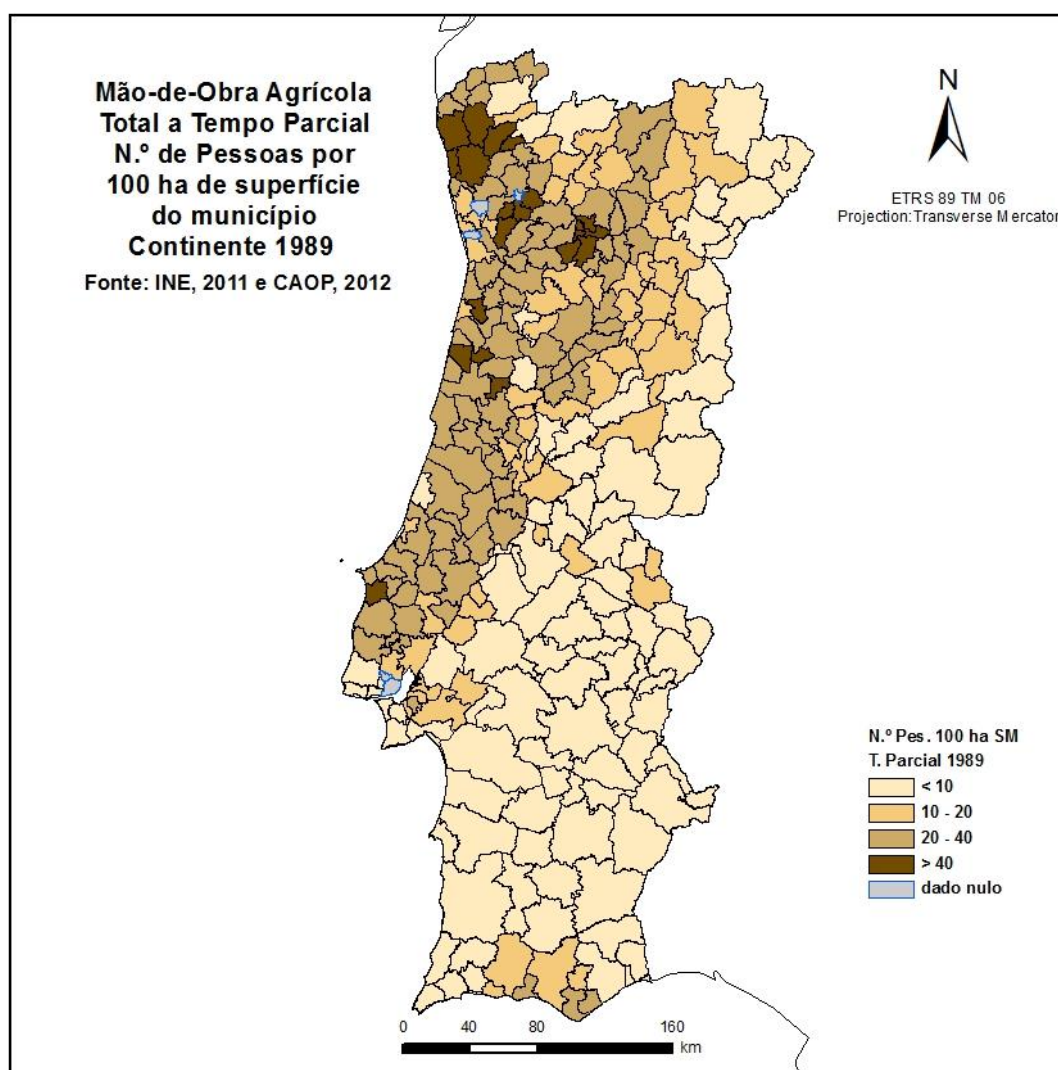 Mão-de-Obra Agrícola
Total a Tempo Parcial
N.º de Pessoas por
100 ha de superfície
do município
Continente 1989
Fonte: INE, 2011 e CAOP, 2012
N
ETRS 89 TM 06
Projection:Transverse Mercator
N.º Pes. 100 ha SM
T. Parcial 1989
< 10
10 - 20
20 - 40
> 40
dado nulo
0 40 80 160
km